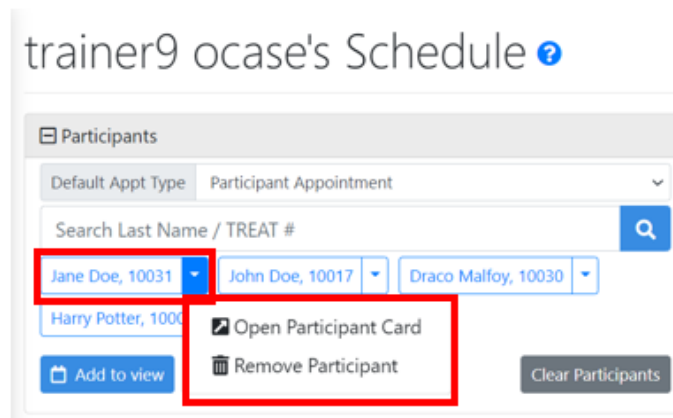 trainer9 ocase's Schedule ?
Participants
Default Appt Type Participant Appointment
Search Last Name / TREAT #
Jane Doe, 10031 John Doe, 10017 Draco Malfoy, 10030
Harry Potter,
Open Participant Card
Remove Participant
Add to view Clear Participants